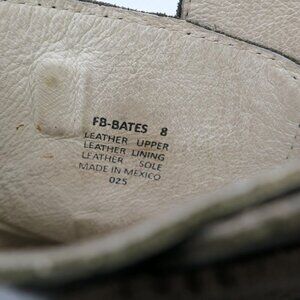 FB-BATES 8
LEATHER UPPER
LEATHER LINING
LEATHER SOLE
MADE IN MEXICO
025